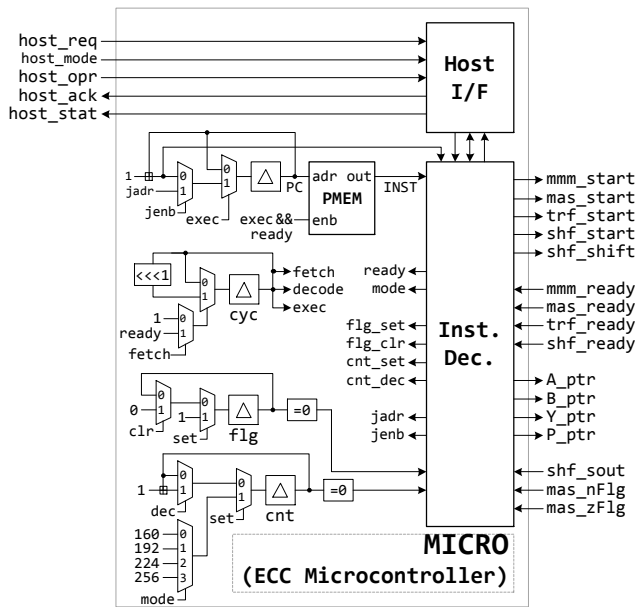 host_req
host_mode
host_opr
host_ack
host_stat
Host
I/F
1
jadr
0
1
jenb
0
1
exec
△
PC
adr out
PMEM
enb
exec&&
ready
INST
mmm_start
mas_start
trf_start
shf_start
shf_shift
<<<1
0
1
△
cyc
fetch
decode
exec
1
ready
0
1
fetch
ready
mode
flg_set
flg_clr
cnt_set
cnt_dec
jadr
jenb
Inst.
Dec.
mmm_ready
mas_ready
trf_ready
shf_ready
A_ptr
B_ptr
Y_ptr
P_ptr
0
0
1
clr
1
0
1
set
△
flg
=0
1
0
1
dec
0
1
set
△
cnt
=0
160
192
224
256
0
1
2
3
mode
shf_sout
mas_nFlg
mas_zFlg
MICRO
(ECC Microcontroller)